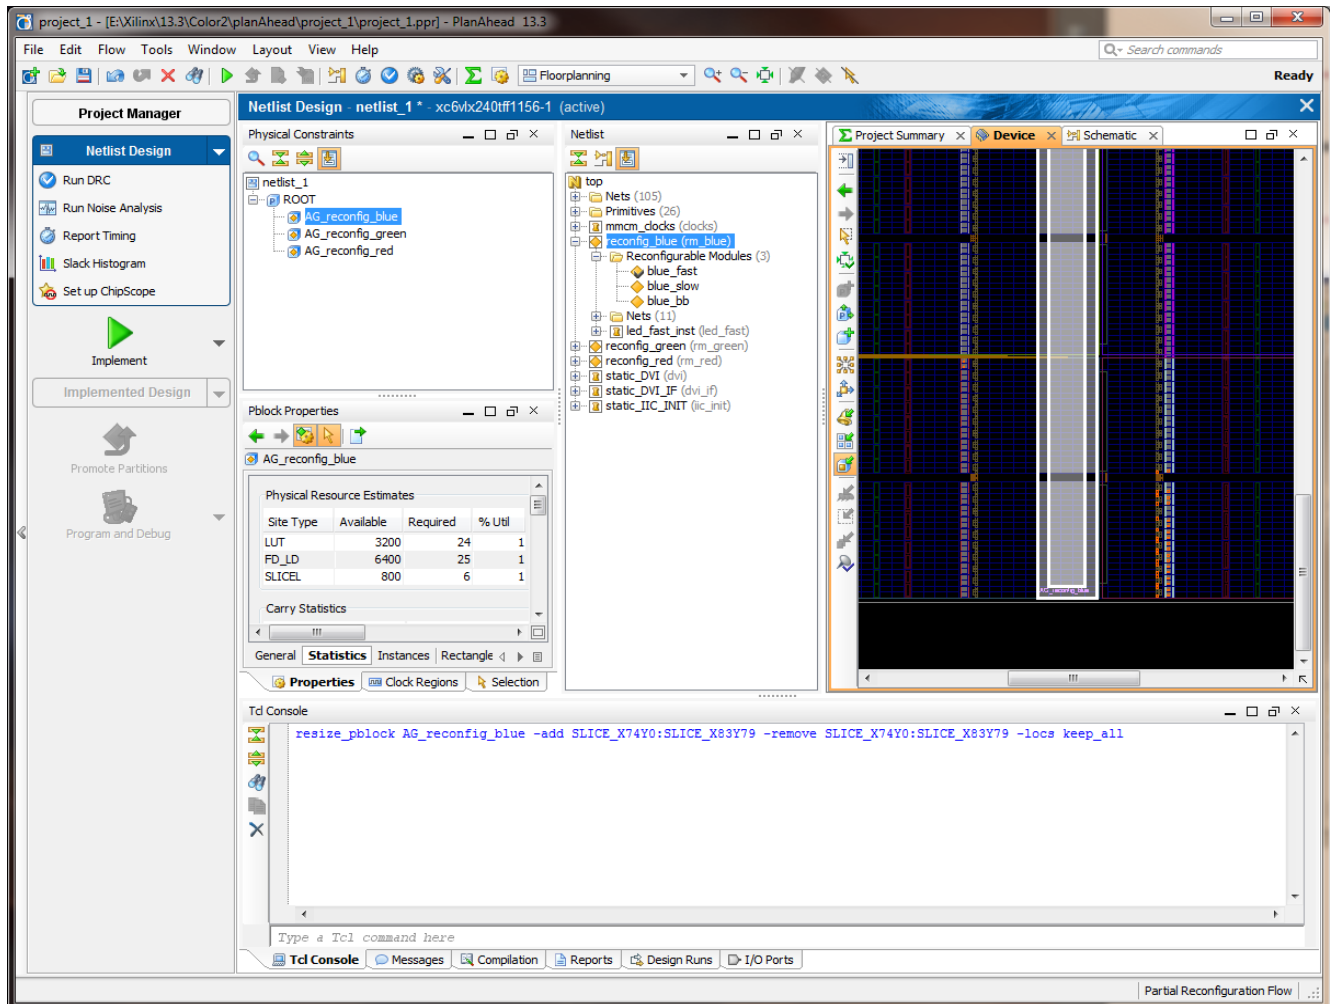 project_1 - [E:\Xilinx\13.3\Color2\planAhead\project_1\project_1.ppr] - PlanAhead 13.3
File Edit Flow Tools Window Layout View Help
Search commands
Floorplanning
Ready
Project Manager
Netlist Design
Run DRC
Run Noise Analysis
Report Timing
Slack Histogram
Set up ChipScope
Implement
Implemented Design
Promote Partitions
Program and Debug
Netlist Design - netlist_1 * - xc6vlx240tff1156-1 (active)
Physical Constraints
netlist_1
ROOT
AG_reconfig_blue
AG_reconfig_green
AG_reconfig_red
Pblock Properties
AG_reconfig_blue
Physical Resource Estimates
Site Type Available Required % Util
LUT 3200 24 1
FD_LD 6400 25 1
SLICEL 800 6 1
Carry Statistics
General Statistics Instances Rectangle
Properties Clock Regions Selection
Netlist
top
Nets (105)
Primitives (26)
mmcm_clocks (clocks)
reconfig_blue (rm_blue)
Reconfigurable Modules (3)
blue_fast
blue_slow
blue_bb
Nets (11)
led_fast_inst (led_fast)
reconfig_green (rm_green)
reconfig_red (rm_red)
static_DVI (dvi)
static_DVI_IF (dvi_if)
static_IIC_INIT (iic_init)
Project Summary Device Schematic
AG_reconfig_blue
Tcl Console
resize_pblock AG_reconfig_blue -add SLICE_X74Y0:SLICE_X83Y79 -remove SLICE_X74Y0:SLICE_X83Y79 -locs keep_all
Type a Tcl command here
Tcl Console Messages Compilation Reports Design Runs I/O Ports
Partial Reconfiguration Flow